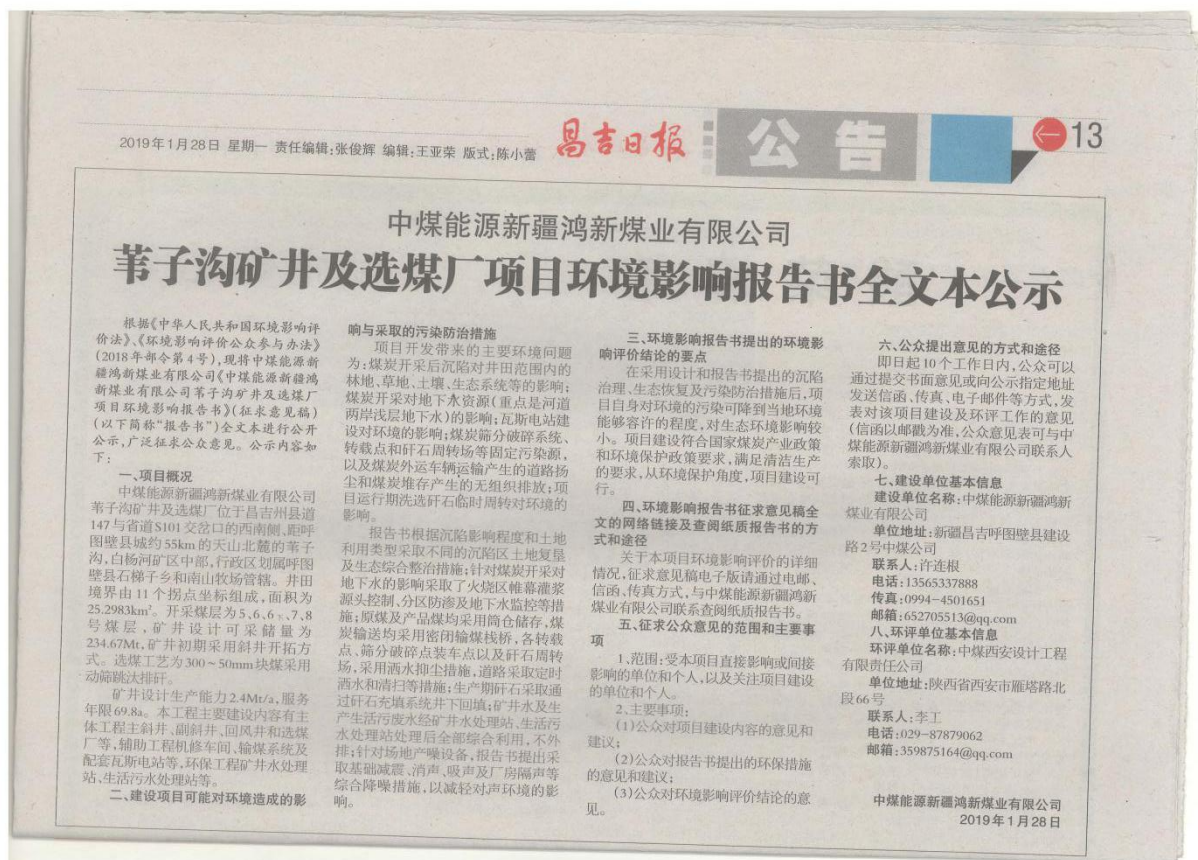 2019年1月28日 星期一 责任编辑:张俊辉 编辑:王亚荣 版式:陈小蕾
昌吉日报
公告
13
中煤能源新疆鸿新煤业有限公司
苇子沟矿井及选煤厂项目环境影响报告书全文本公示
根据《中华人民共和国环境影响评
价法》、《环境影响评价公众参与办法》
(2018年部令第4号),现将中煤能源新
疆鸿新煤业有限公司《中煤能源新疆鸿
新煤业有限公司苇子沟矿井及选煤厂
项目环境影响报告书》(征求意见稿)
(以下简称“报告书”)全文本进行公开
公示,广泛征求公众意见。公示内容如
下:
一、项目概况
中煤能源新疆鸿新煤业有限公司
苇子沟矿井及选煤厂位于昌吉州县道
147与省道S101交岔口的西南侧、距呼
图壁县城约55km的天山北麓的苇子
沟,白杨河矿区中部,行政区划属呼图
壁县石梯子乡和南山牧场管辖。井田
境界由11个拐点坐标组成,面积为
25.2983km²。开采煤层为5、6、6下、7、8
号煤层,矿井设计可采储量为
234.67Mt,矿井初期采用斜井开拓方
式。选煤工艺为300~50mm块煤采用
动筛跳汰排矸。
矿井设计生产能力2.4Mt/a,服务
年限69.8a。本工程主要建设内容有主
体工程主斜井、副斜井、回风井和选煤
厂等,辅助工程机修车间、输煤系统及
配套瓦斯电站等,环保工程矿井水处理
站、生活污水处理站等。
二、建设项目可能对环境造成的影
响与采取的污染防治措施
项目开发带来的主要环境问题
为:煤炭开采后沉陷对井田范围内的
林地、草地、土壤、生态系统等的影响;
煤炭开采对地下水资源(重点是河道
两岸浅层地下水)的影响;瓦斯电站建
设对环境的影响;煤炭筛分破碎系统、
转载点和矸石周转场等固定污染源,
以及煤炭外运车辆运输产生的道路扬
尘和煤炭堆存产生的无组织排放;项
目运行期洗选矸石临时周转对环境的
影响。
报告书根据沉陷影响程度和土地
利用类型采取不同的沉陷区土地复垦
及生态综合整治措施;针对煤炭开采对
地下水的影响采取了火烧区帷幕灌浆
源头控制、分区防渗及地下水监控等措
施;原煤及产品煤均采用筒仓储存,煤
炭输送均采用密闭输煤栈桥,各转载
点、筛分破碎点装车点以及矸石周转
场,采用洒水抑尘措施,道路采取定时
洒水和清扫等措施;生产期矸石采取通
过矸石充填系统井下回填;矿井水及生
产生活污废水经矿井水处理站、生活污
水处理站处理后全部综合利用,不外
排;针对场地产噪设备,报告书提出采
取基础减震、消声、吸声及厂房隔声等
综合降噪措施,以减轻对声环境的影
响。
三、环境影响报告书提出的环境影
响评价结论的要点
在采用设计和报告书提出的沉陷
治理、生态恢复及污染防治措施后,项
目自身对环境的污染可降到当地环境
能够容许的程度,对生态环境影响较
小。项目建设符合国家煤炭产业政策
和环境保护政策要求,满足清洁生产
的要求,从环境保护角度,项目建设可
行。
四、环境影响报告书征求意见稿全
文的网络链接及查阅纸质报告书的方
式和途径
关于本项目环境影响评价的详细
情况,征求意见稿电子版请通过电邮、
信函、传真方式,与中煤能源新疆鸿新
煤业有限公司联系查阅纸质报告书。
五、征求公众意见的范围和主要事
项
1、范围:受本项目直接影响或间接
影响的单位和个人,以及关注项目建设
的单位和个人。
2、主要事项:
(1)公众对项目建设内容的意见和
建议;
(2)公众对报告书提出的环保措施
的意见和建议;
(3)公众对环境影响评价结论的意
见。
六、公众提出意见的方式和途径
即日起10个工作日内,公众可以
通过提交书面意见或向公示指定地址
发送信函、传真、电子邮件等方式,发
表对该项目建设及环评工作的意见
(信函以邮戳为准,公众意见表可与中
煤能源新疆鸿新煤业有限公司联系人
索取)。
七、建设单位基本信息
建设单位名称:中煤能源新疆鸿新
煤业有限公司
单位地址:新疆昌吉呼图壁县建设
路2号中煤公司
联系人:许连根
电话:13565337888
传真:0994-4501651
邮箱:652705513@qq.com
八、环评单位基本信息
环评单位名称:中煤西安设计工程
有限责任公司
单位地址:陕西省西安市雁塔路北
段66号
联系人:李工
电话:029-87879062
邮箱:359875164@qq.com
中煤能源新疆鸿新煤业有限公司
2019年1月28日